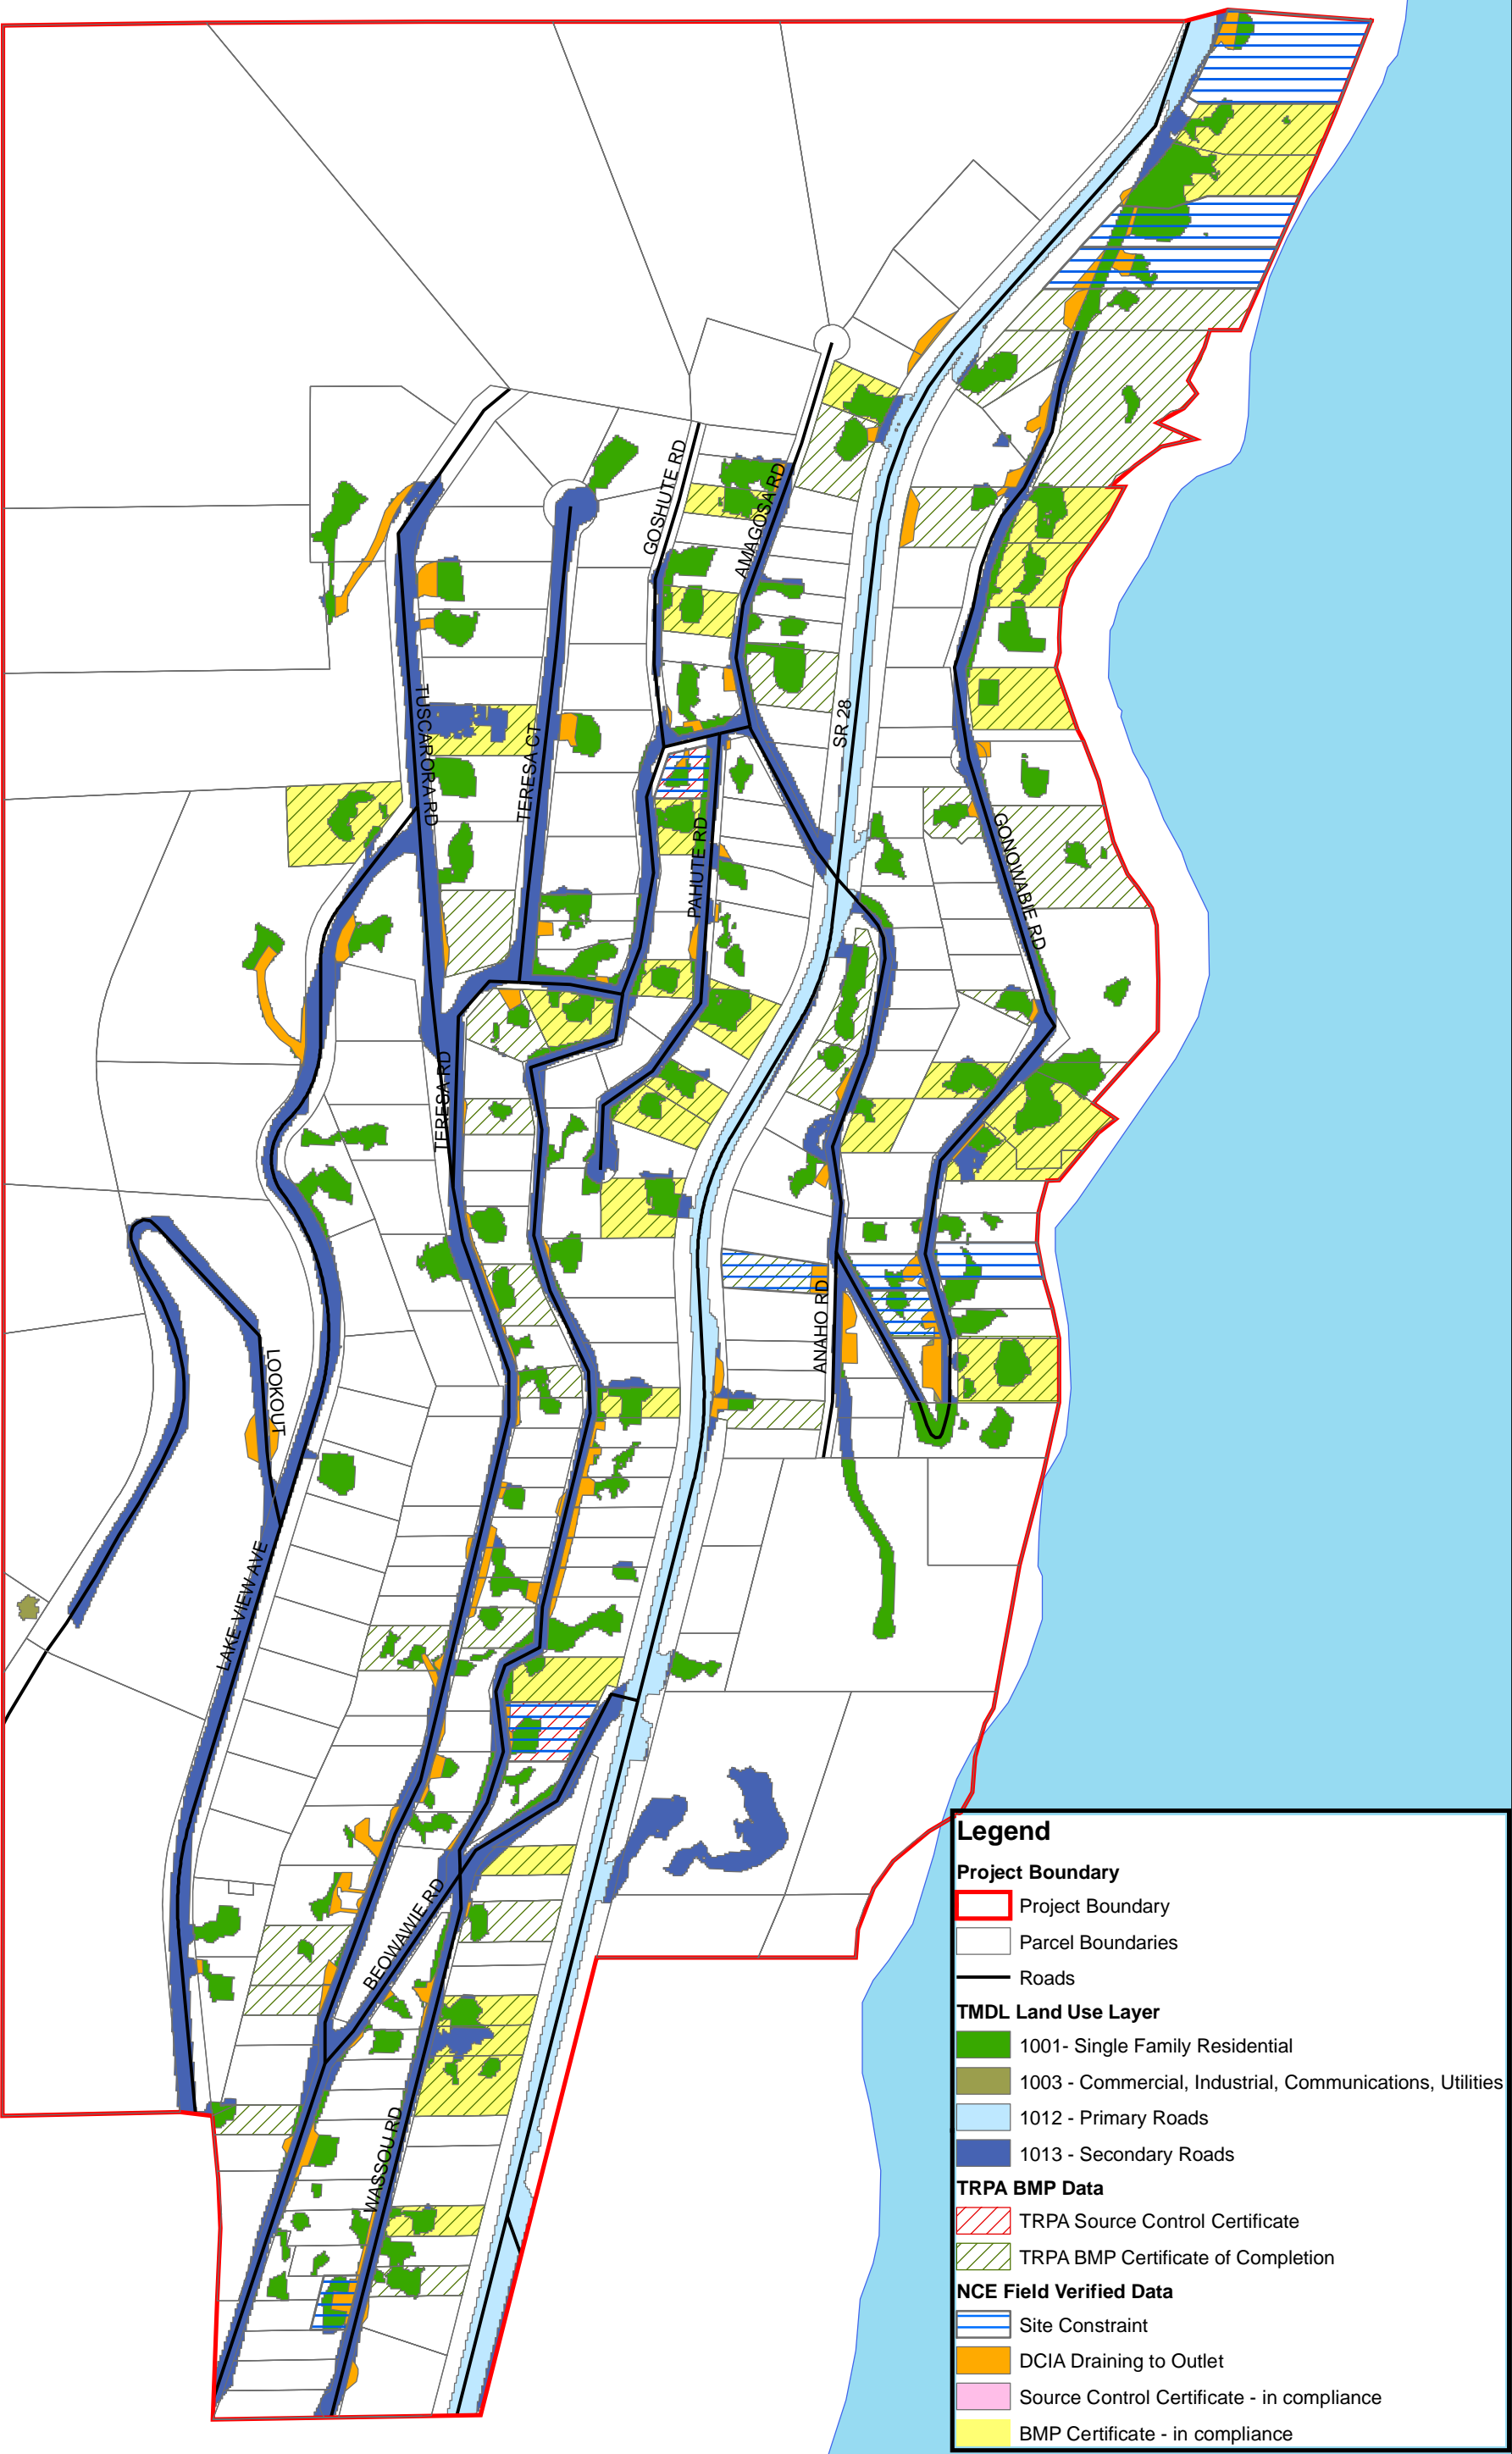 GOSHUTE RD
AMAGOSA RD
TUSCARORA RD
TERESA CT
SR 28
PAHUTE RD
GONOWABIE RD
TERESA RD
ANAHO RD
LOOKOUT
LAKE VIEW AVE
BEOWAWIE RD
WASSOU RD
Legend
Project Boundary
Project Boundary
Parcel Boundaries
Roads
TMDL Land Use Layer
1001- Single Family Residential
1003 - Commercial, Industrial, Communications, Utilities
1012 - Primary Roads
1013 - Secondary Roads
TRPA BMP Data
TRPA Source Control Certificate
TRPA BMP Certificate of Completion
NCE Field Verified Data
Site Constraint
DCIA Draining to Outlet
Source Control Certificate - in compliance
BMP Certificate - in compliance